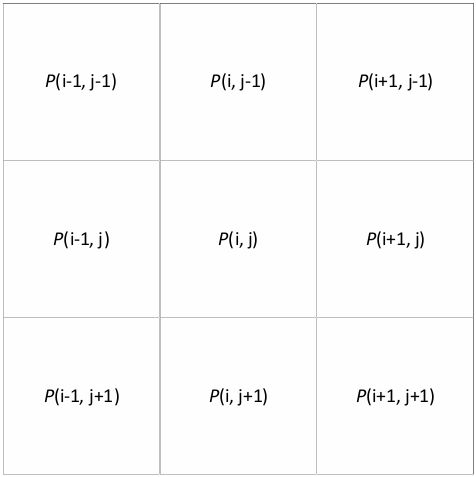 P(i-1, j-1) P(i, j-1) P(i+1, j-1)
P(i-1, j) P(i, j) P(i+1, j)
P(i-1, j+1) P(i, j+1) P(i+1, j+1)